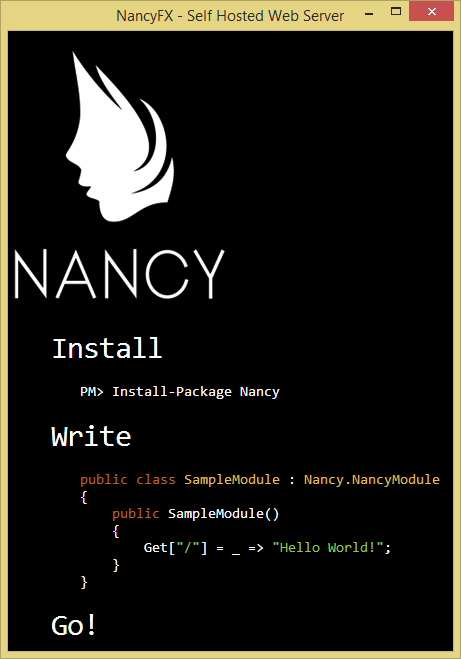 NancyFX - Self Hosted Web Server
NANCY
Install
PM> Install-Package Nancy
Write
public class SampleModule : Nancy.NancyModule
{
    public SampleModule()
    {
        Get["/"] = _ => "Hello World!";
    }
}
Go!